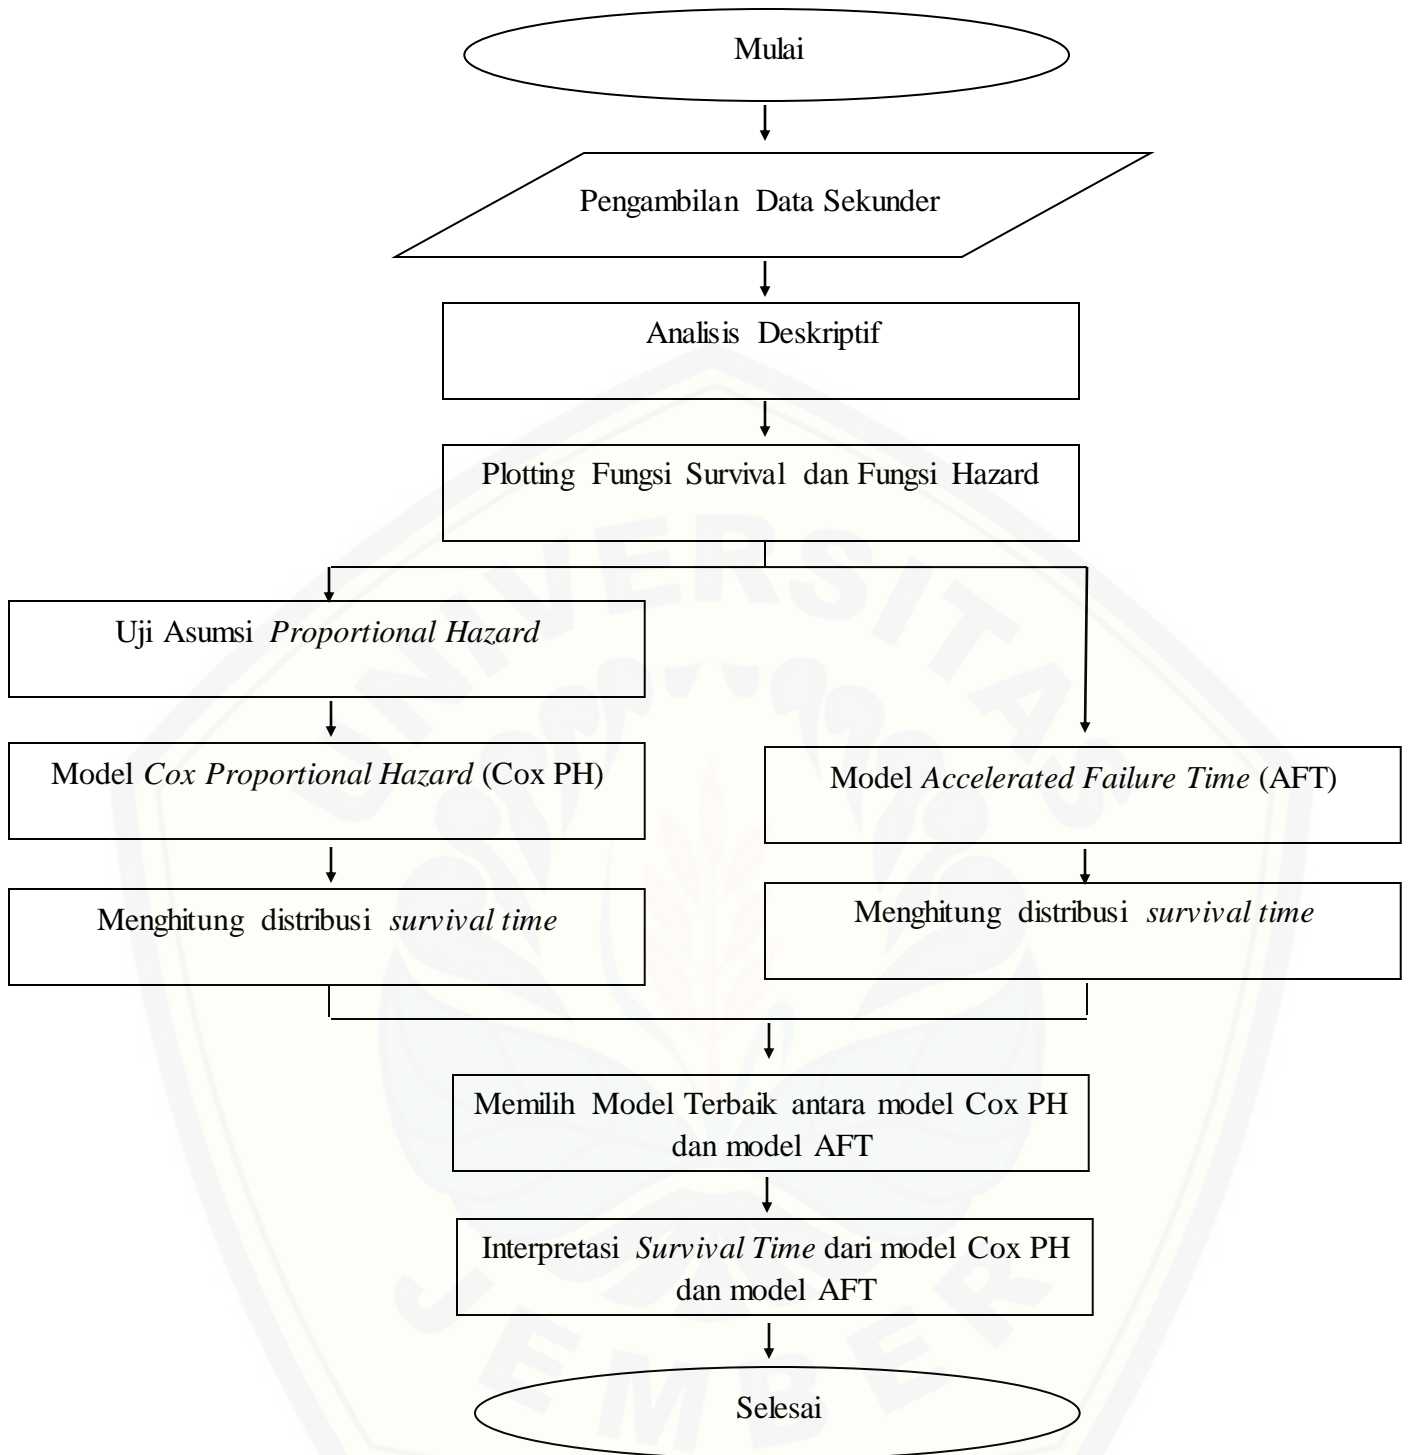 Mulai
Pengambilan Data Sekunder
Analisis Deskriptif
Plotting Fungsi Survival dan Fungsi Hazard
Uji Asumsi Proportional Hazard
Model Cox Proportional Hazard (Cox PH)
Menghitung distribusi survival time
Model Accelerated Failure Time (AFT)
Menghitung distribusi survival time
Memilih Model Terbaik antara model Cox PH
dan model AFT
Interpretasi Survival Time dari model Cox PH
dan model AFT
Selesai
UNIVERSITAS
JEMBER